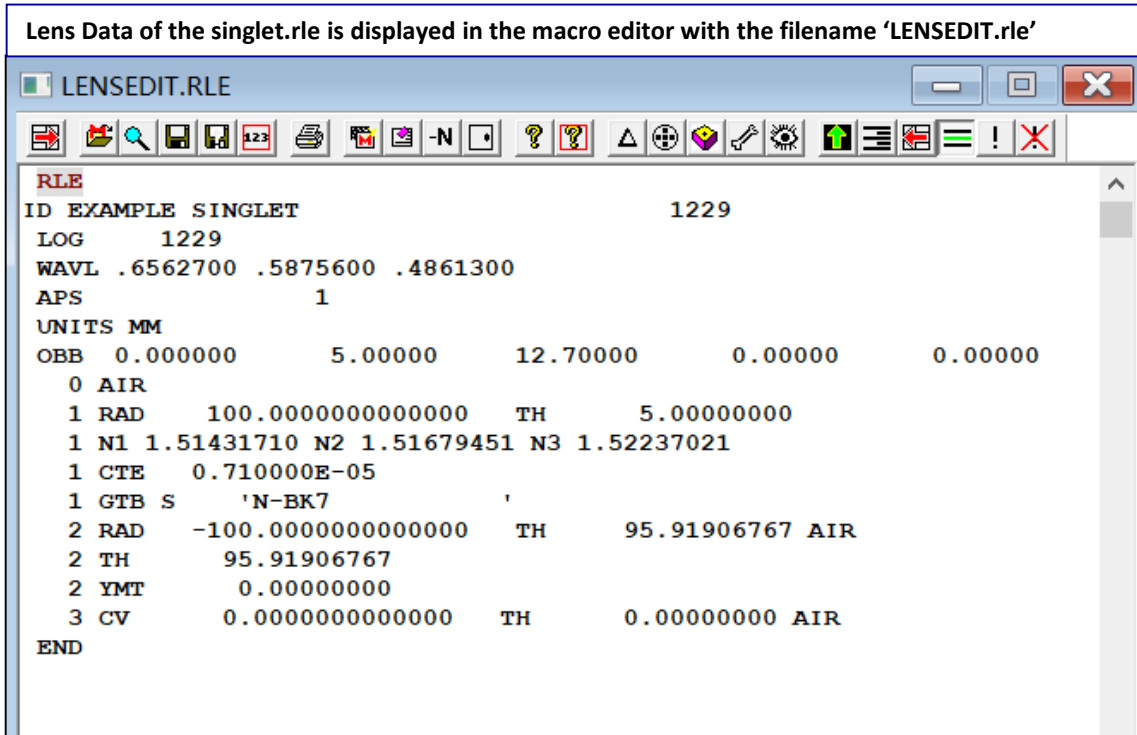 Lens Data of the singlet.rle is displayed in the macro editor with the filename ‘LENSEDIT.rle’
LENSEDIT.RLE
123 -N ? ? !
RLE
ID EXAMPLE SINGLET 1229
LOG 1229
WAVL .6562700 .5875600 .4861300
APS 1
UNITS MM
OBB 0.000000 5.00000 12.70000 0.00000 0.00000
0 AIR
1 RAD 100.0000000000000 TH 5.00000000
1 N1 1.51431710 N2 1.51679451 N3 1.52237021
1 CTE 0.710000E-05
1 GTB S 'N-BK7 '
2 RAD -100.0000000000000 TH 95.91906767 AIR
2 TH 95.91906767
2 YMT 0.00000000
3 CV 0.0000000000000 TH 0.00000000 AIR
END